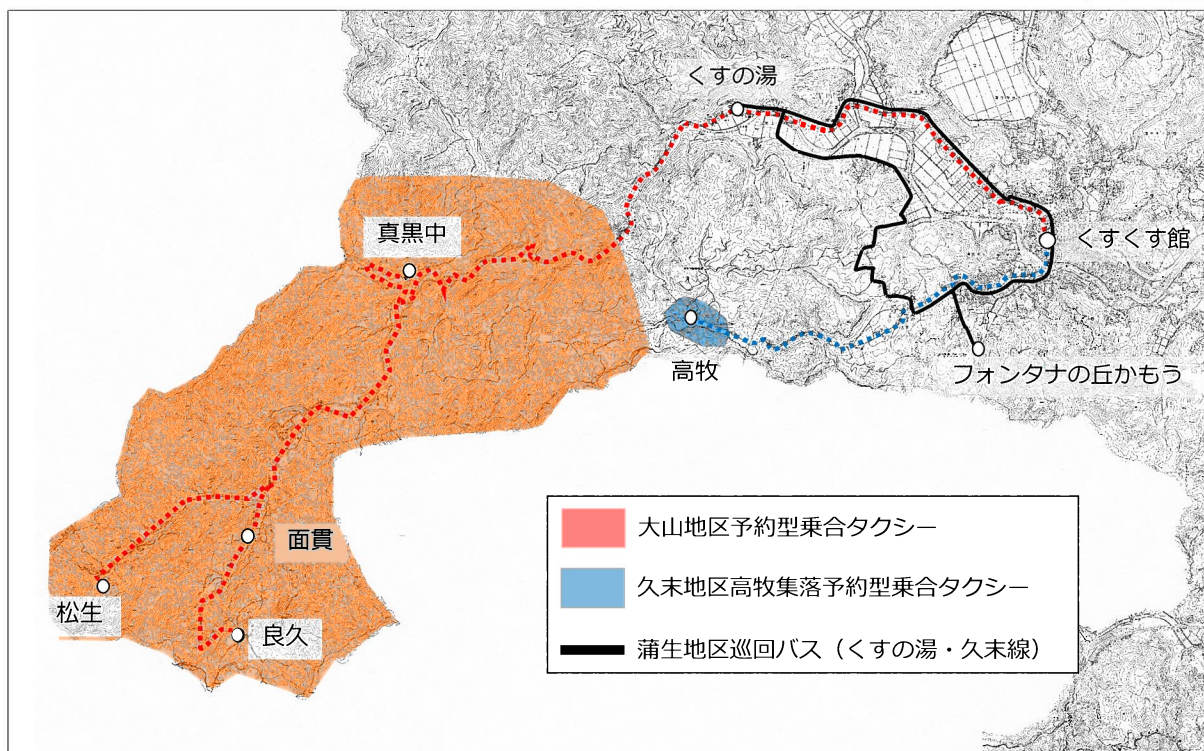 くすの湯
真黒中
くすくす館
高牧
フォンタナの丘かもう
大山地区予約型乗合タクシー
面貫
久末地区高牧集落予約型乗合タクシー
松生
良久
蒲生地区巡回バス（くすの湯・久末線）